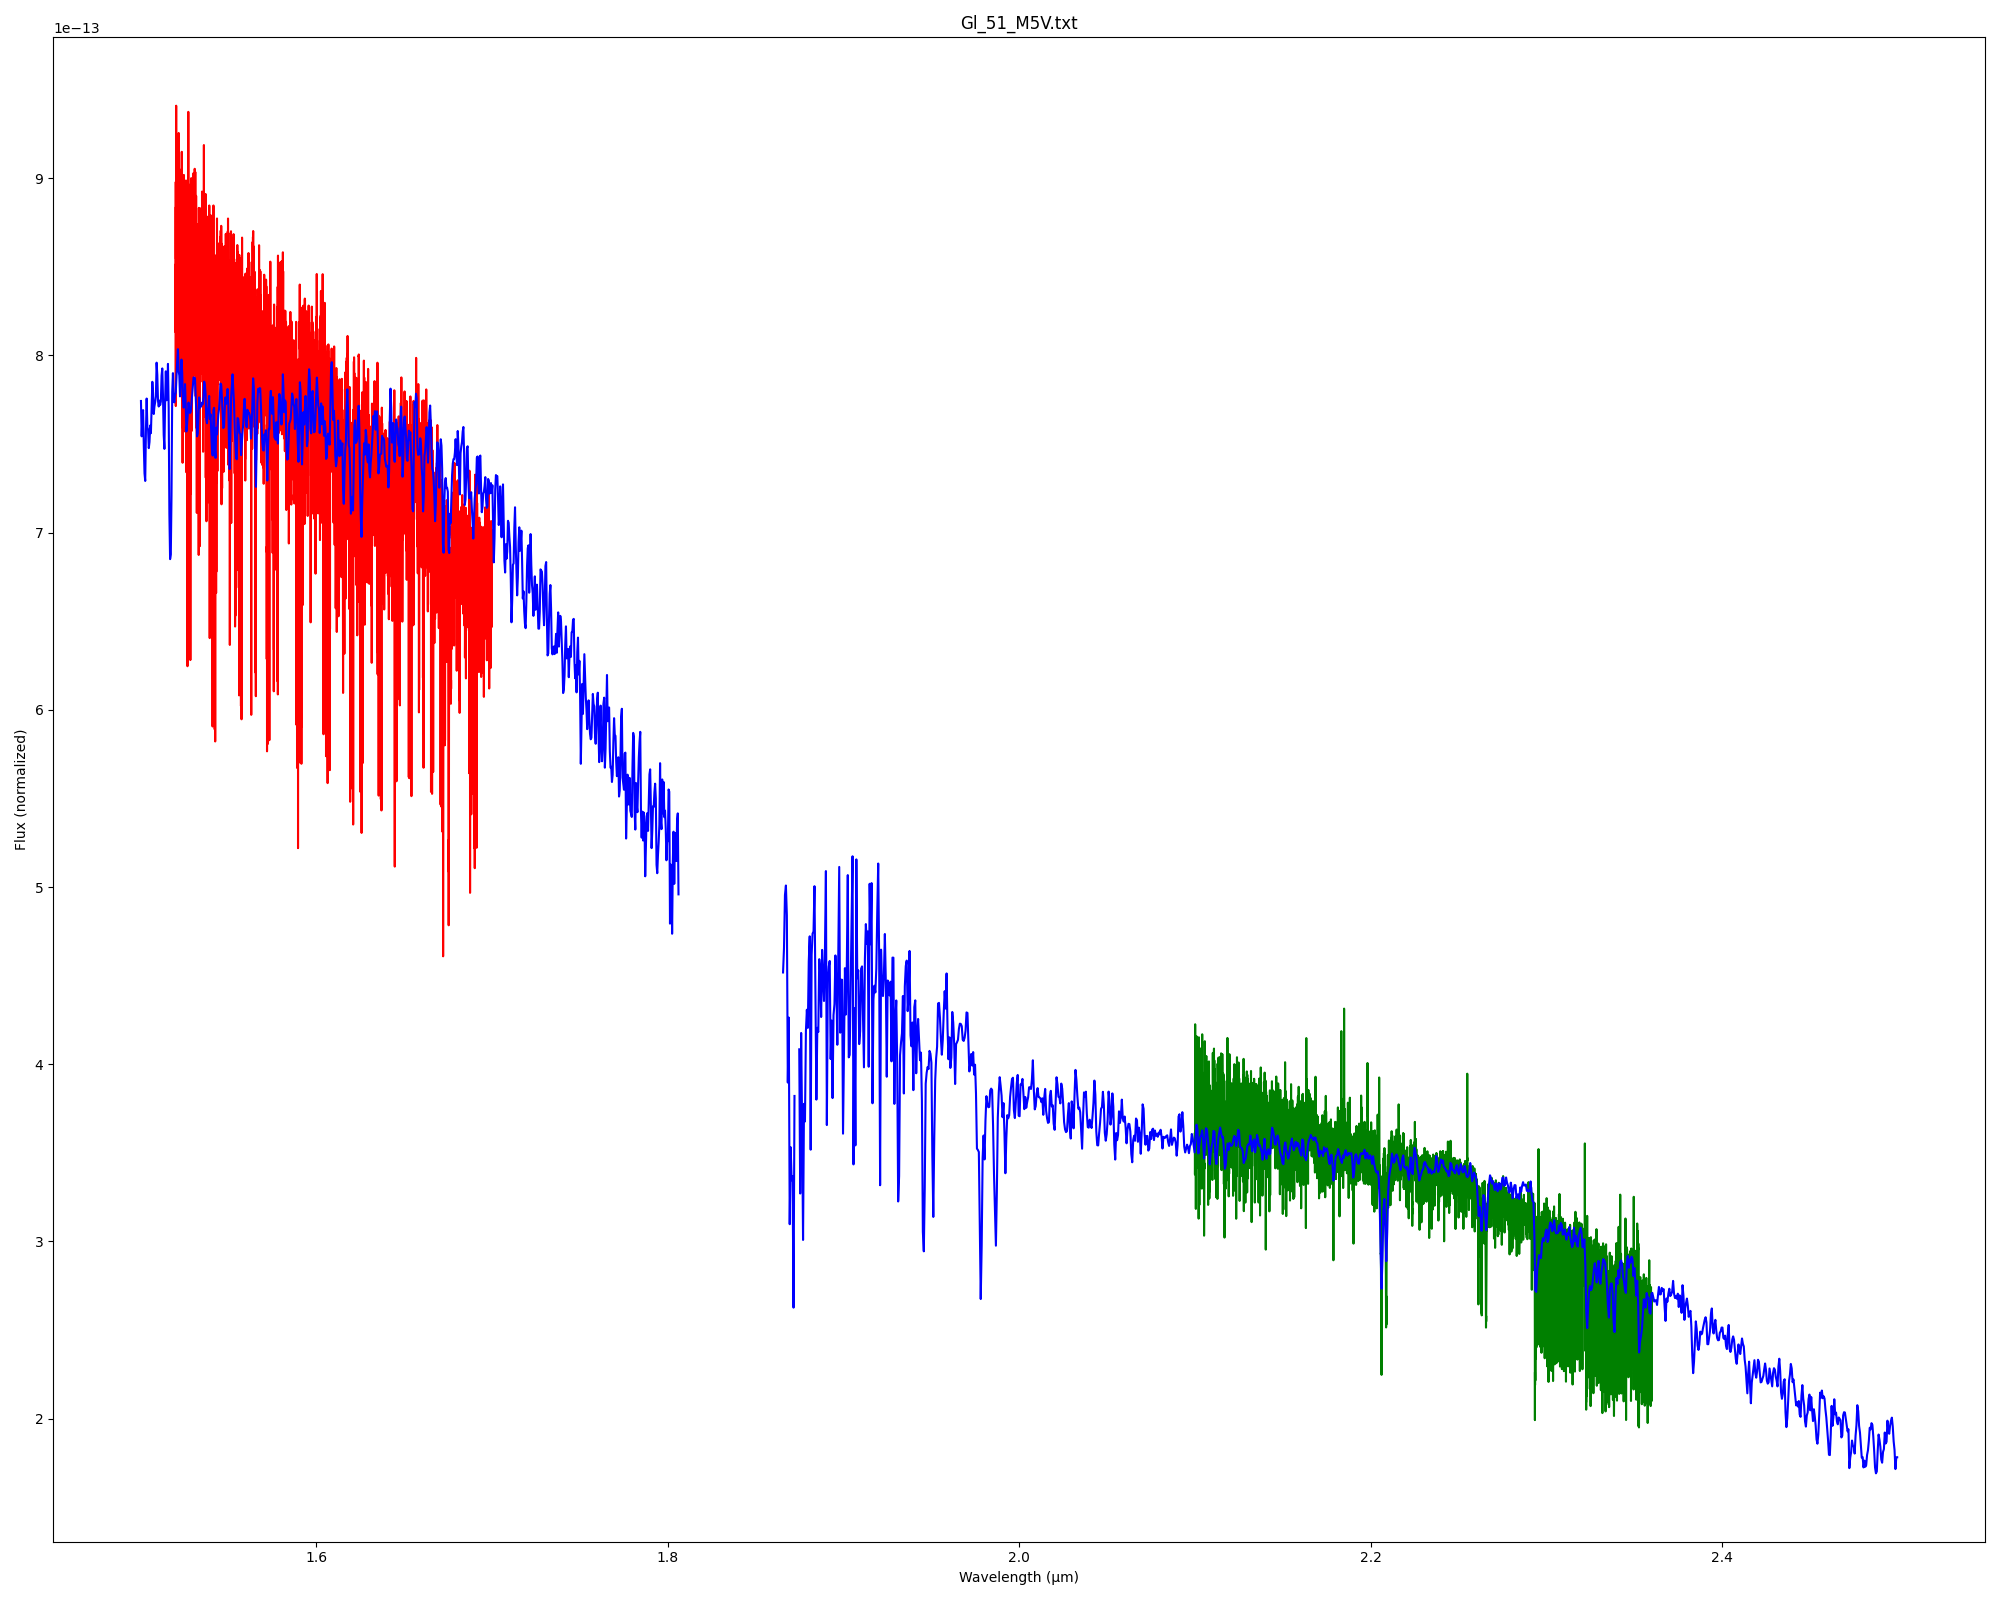 Gl_51_M5V.txt
1e−13
9
8
7
6
5
4
3
2
Flux (normalized)
1.6 1.8 2.0 2.2 2.4
Wavelength (µm)